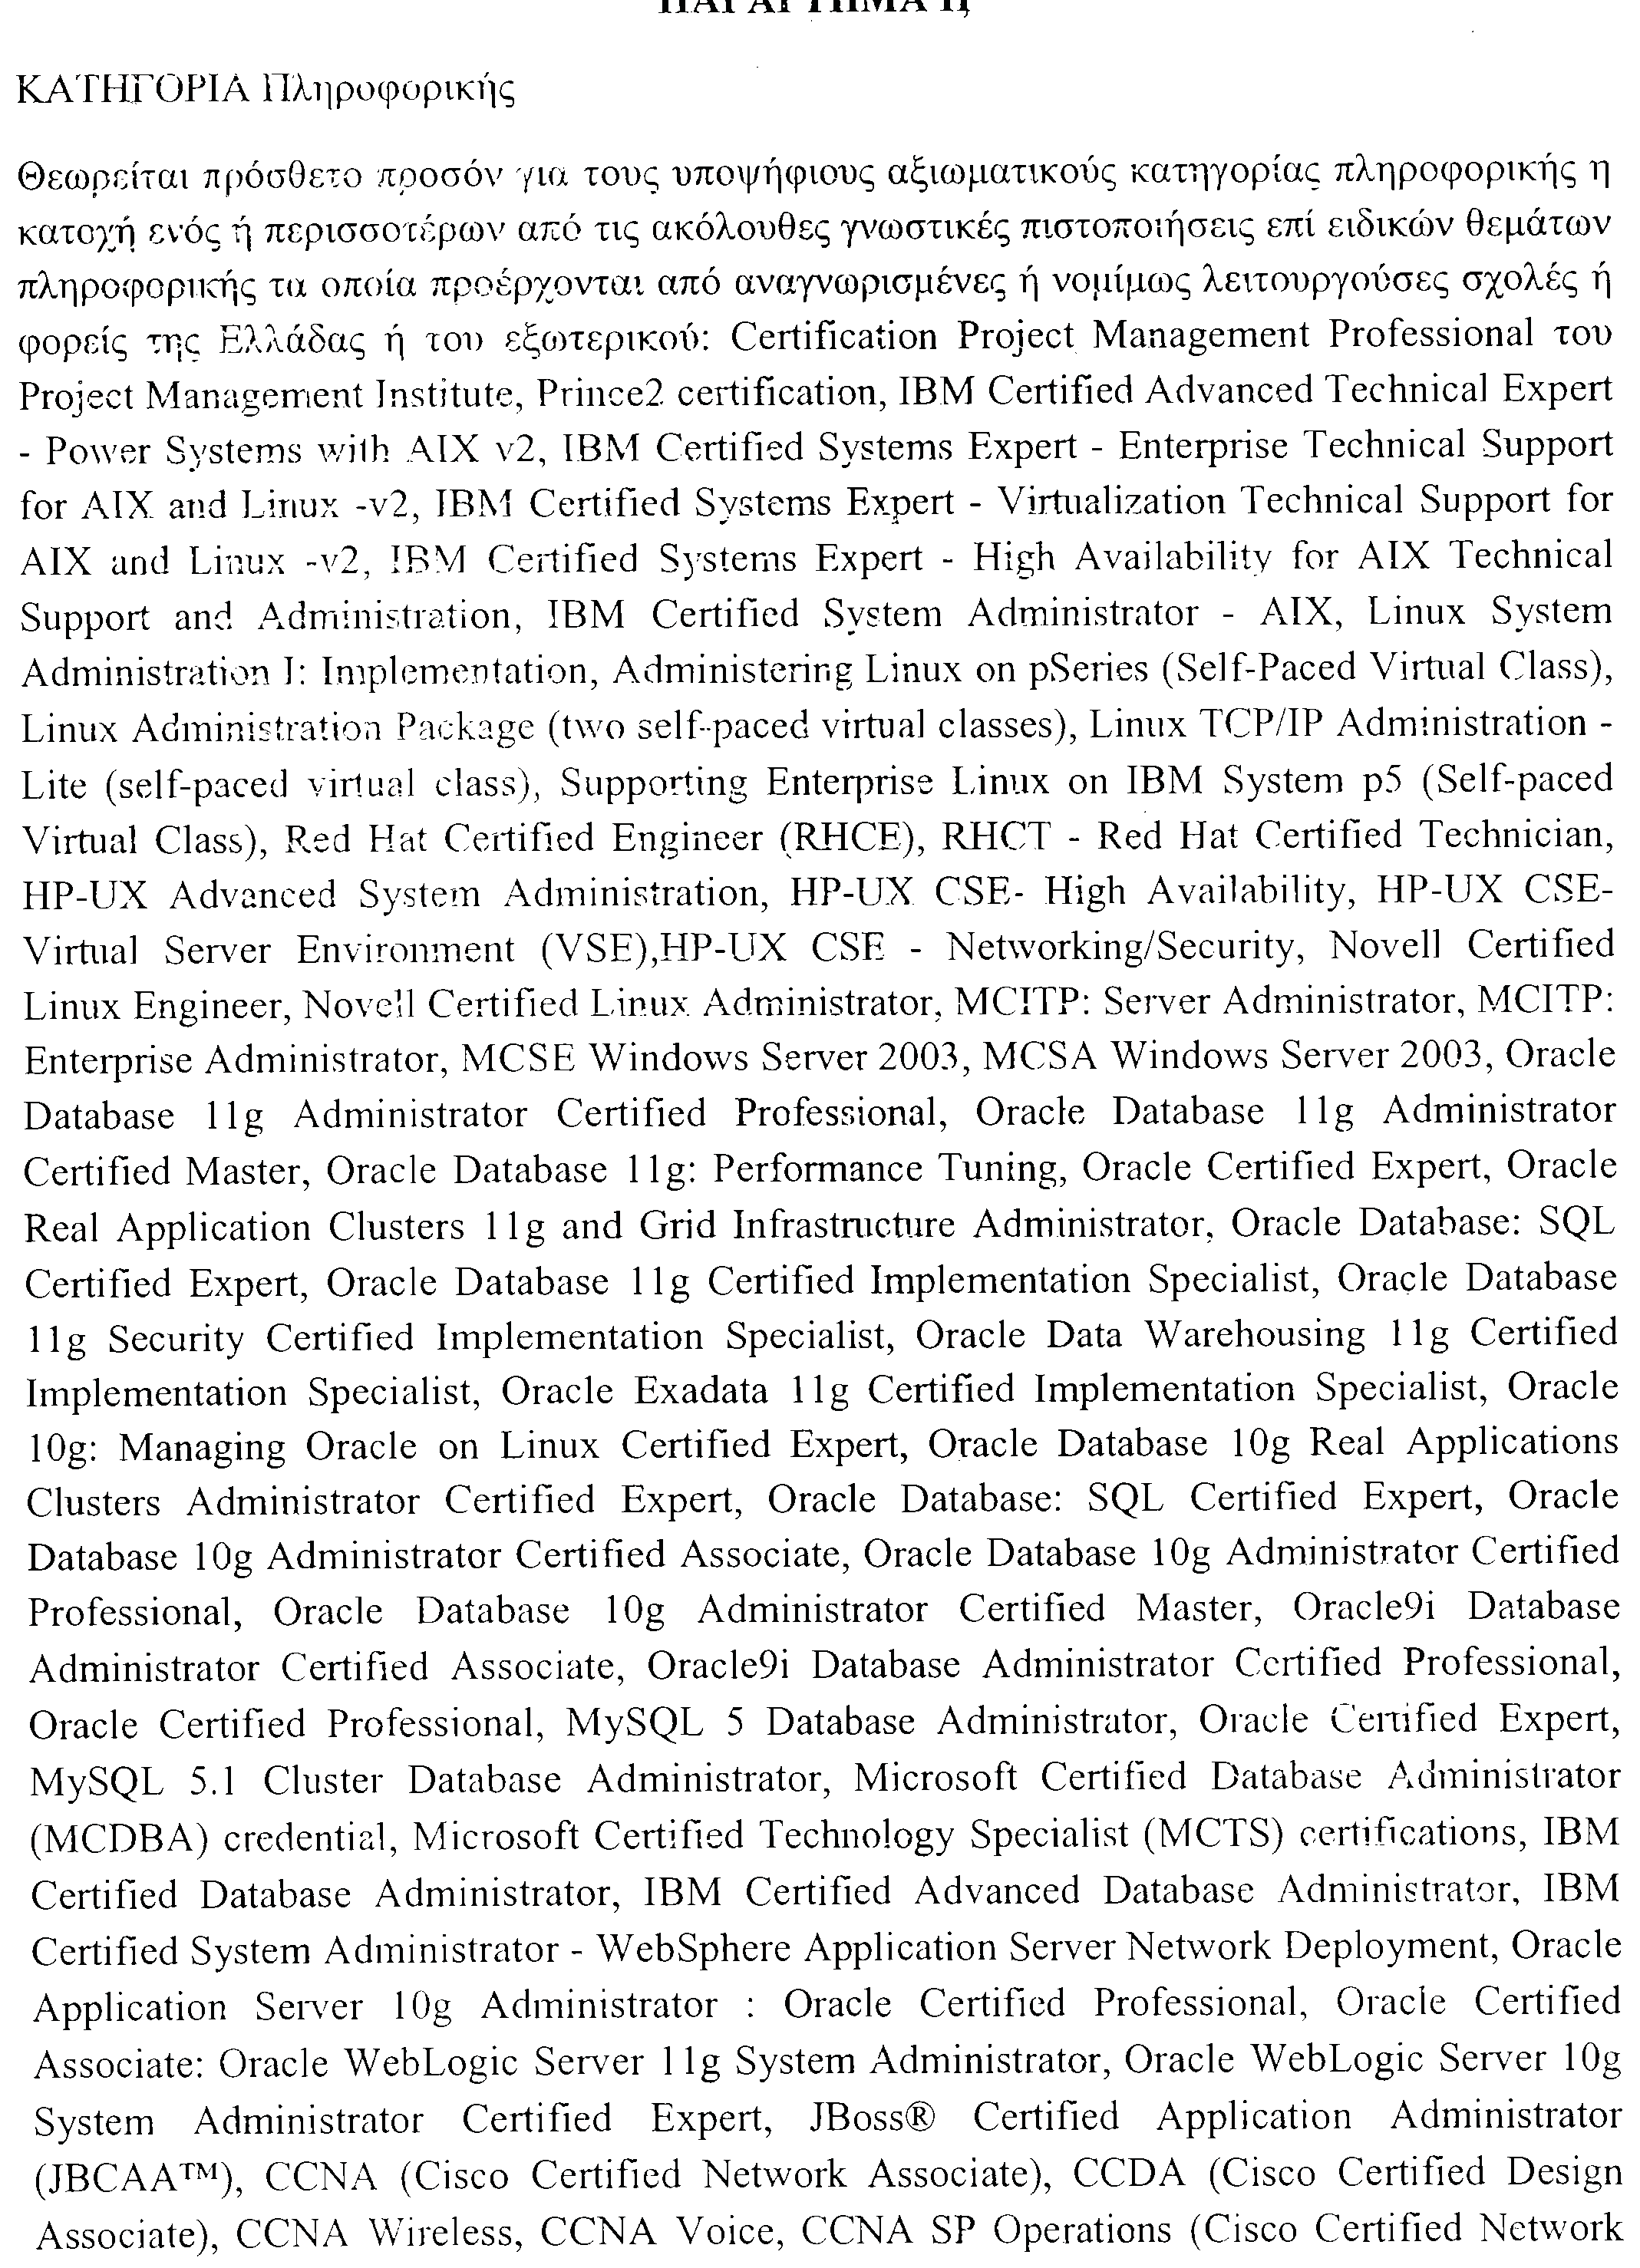 ΠΑΡΑΡΤΗΜΑ
ΚΑΤΗΓΟΡΙΑ Πληροφορικής
Θεωρείται πρόσθετο προσόν για τους υποψήφιους αξιωματικούς κατηγορίας πληροφορικής η
κατοχή ενός ή περισσοτέρων από τις ακόλουθες γνωστικές πιστοποιήσεις επί ειδικών θεμάτων
πληροφορικής τα οποία προέρχονται από αναγνωρισμένες ή νομίμως λειτουργούσες σχολές ή
φορείς της Ελλάδας ή του εξωτερικού: Certification Project Management Professional του
Project Management Institute, Prince2 certification, IBM Certified Advanced Technical Expert
- Power Systems with AIX v2, IBM Certified Systems Expert - Enterprise Technical Support
for AIX and Linux -v2, IBM Certified Systems Expert - Virtualization Technical Support for
AIX and Linux -v2, IBM Certified Systems Expert - High Availability for AIX Technical
Support and Administration, IBM Certified System Administrator - AIX, Linux System
Administration I: Implementation, Administering Linux on pSeries (Self-Paced Virtual Class),
Linux Administration Package (two self-paced virtual classes), Linux TCP/IP Administration -
Lite (self-paced virtual class), Supporting Enterprise Linux on IBM System p5 (Self-paced
Virtual Class), Red Hat Certified Engineer (RHCE), RHCT - Red Hat Certified Technician,
HP-UX Advanced System Administration, HP-UX CSE- High Availability, HP-UX CSE-
Virtual Server Environment (VSE),HP-UX CSE - Networking/Security, Novell Certified
Linux Engineer, Novell Certified Linux Administrator, MCITP: Server Administrator, MCITP:
Enterprise Administrator, MCSE Windows Server 2003, MCSA Windows Server 2003, Oracle
Database 11g Administrator Certified Professional, Oracle Database 11g Administrator
Certified Master, Oracle Database 11g: Performance Tuning, Oracle Certified Expert, Oracle
Real Application Clusters 11g and Grid Infrastructure Administrator, Oracle Database: SQL
Certified Expert, Oracle Database 11g Certified Implementation Specialist, Oracle Database
11g Security Certified Implementation Specialist, Oracle Data Warehousing 11g Certified
Implementation Specialist, Oracle Exadata 11g Certified Implementation Specialist, Oracle
10g: Managing Oracle on Linux Certified Expert, Oracle Database 10g Real Applications
Clusters Administrator Certified Expert, Oracle Database: SQL Certified Expert, Oracle
Database 10g Administrator Certified Associate, Oracle Database 10g Administrator Certified
Professional, Oracle Database 10g Administrator Certified Master, Oracle9i Database
Administrator Certified Associate, Oracle9i Database Administrator Certified Professional,
Oracle Certified Professional, MySQL 5 Database Administrator, Oracle Certified Expert,
MySQL 5.1 Cluster Database Administrator, Microsoft Certified Database Administrator
(MCDBA) credential, Microsoft Certified Technology Specialist (MCTS) certifications, IBM
Certified Database Administrator, IBM Certified Advanced Database Administrator, IBM
Certified System Administrator - WebSphere Application Server Network Deployment, Oracle
Application Server 10g Administrator : Oracle Certified Professional, Oracle Certified
Associate: Oracle WebLogic Server 11g System Administrator, Oracle WebLogic Server 10g
System Administrator Certified Expert, JBoss® Certified Application Administrator
(JBCAA™), CCNA (Cisco Certified Network Associate), CCDA (Cisco Certified Design
Associate), CCNA Wireless, CCNA Voice, CCNA SP Operations (Cisco Certified Network